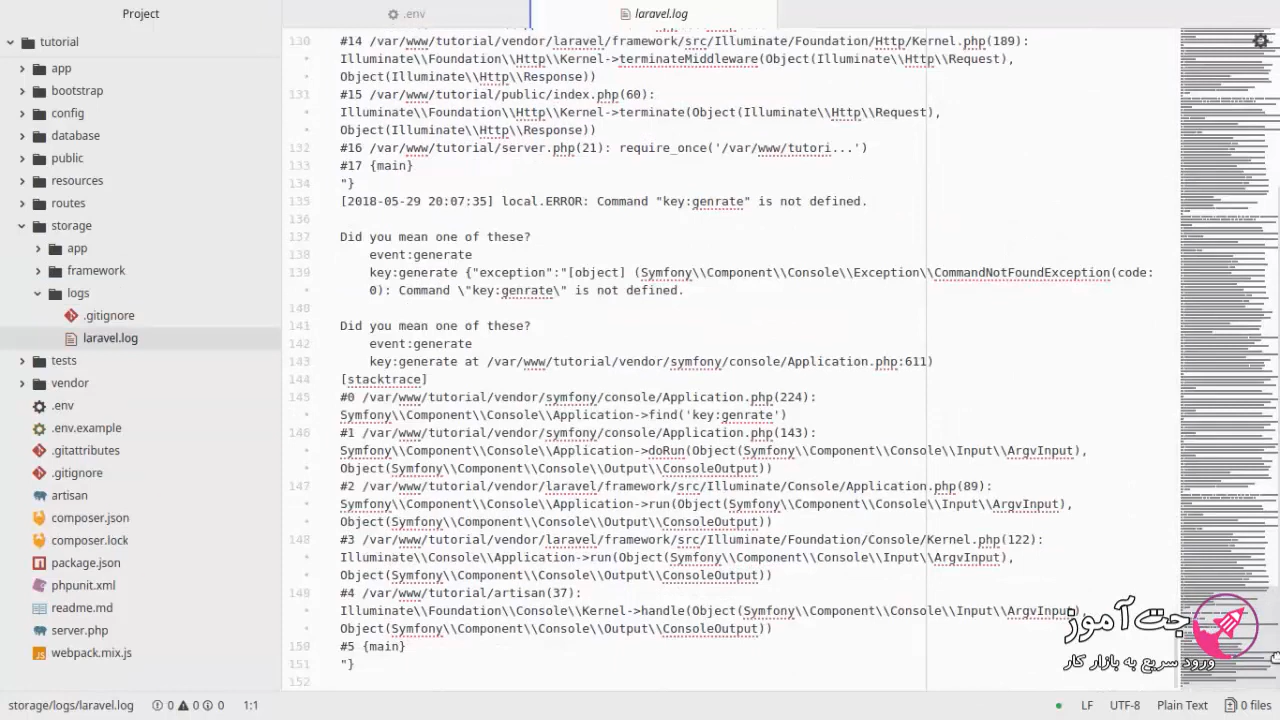 Project
.env
laravel.log
tutorial
app
bootstrap
config
database
public
resources
routes
storage
app
framework
logs
.gitignore
laravel.log
tests
vendor
.env
.env.example
.gitattributes
.gitignore
artisan
composer.json
composer.lock
package.json
phpunit.xml
readme.md
server.php
webpack.mix.js
130 #14 /var/www/tutorial/vendor/laravel/framework/src/Illuminate/Foundation/Http/Kernel.php(189):
• Illuminate\\Foundation\\Http\\Kernel->terminateMiddleware(Object(Illuminate\\Http\\Request),
• Object(Illuminate\\Http\\Response))
131 #15 /var/www/tutorial/public/index.php(60):
• Illuminate\\Foundation\\Http\\Kernel->terminate(Object(Illuminate\\Http\\Request),
• Object(Illuminate\\Http\\Response))
132 #16 /var/www/tutorial/server.php(21): require_once('/var/www/tutori...')
133 #17 {main}
134 "}
135 [2018-05-29 20:07:35] local.ERROR: Command "key:genrate" is not defined.
136
137 Did you mean one of these?
138 event:generate
139 key:generate {"exception":"[object] (Symfony\\Component\\Console\\Exception\\CommandNotFoundException(code:
• 0): Command \"key:genrate\" is not defined.
140
141 Did you mean one of these?
142 event:generate
143 key:generate at /var/www/tutorial/vendor/symfony/console/Application.php:611)
144 [stacktrace]
145 #0 /var/www/tutorial/vendor/symfony/console/Application.php(224):
• Symfony\\Component\\Console\\Application->find('key:genrate')
146 #1 /var/www/tutorial/vendor/symfony/console/Application.php(143):
• Symfony\\Component\\Console\\Application->doRun(Object(Symfony\\Component\\Console\\Input\\ArgvInput),
• Object(Symfony\\Component\\Console\\Output\\ConsoleOutput))
147 #2 /var/www/tutorial/vendor/laravel/framework/src/Illuminate/Console/Application.php(89):
• Symfony\\Component\\Console\\Application->run(Object(Symfony\\Component\\Console\\Input\\ArgvInput),
• Object(Symfony\\Component\\Console\\Output\\ConsoleOutput))
148 #3 /var/www/tutorial/vendor/laravel/framework/src/Illuminate/Foundation/Console/Kernel.php(122):
• Illuminate\\Console\\Application->run(Object(Symfony\\Component\\Console\\Input\\ArgvInput),
• Object(Symfony\\Component\\Console\\Output\\ConsoleOutput))
149 #4 /var/www/tutorial/artisan(37):
• Illuminate\\Foundation\\Console\\Kernel->handle(Object(Symfony\\Component\\Console\\Input\\ArgvInput),
• Object(Symfony\\Component\\Console\\Output\\ConsoleOutput))
150 #5 {main}
151 "}
152
جت آموز
ورود سریع به بازار کار
storage/logs/laravel.log 0 0 0 1:1
LF UTF-8 Plain Text 0 files